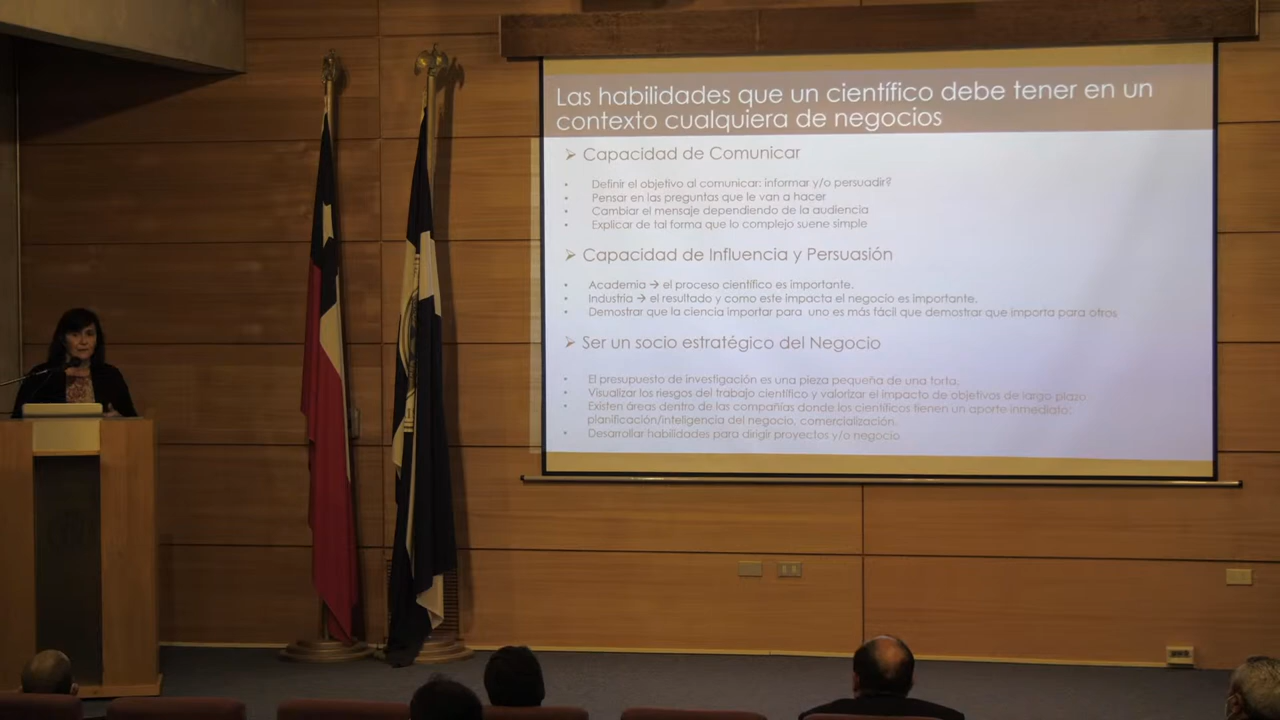 Las habilidades que un científico debe tener en un
contexto cualquiera de negocios
➢ Capacidad de Comunicar
• Definir el objetivo al comunicar: informar y/o persuadir?
• Pensar en las preguntas que le van a hacer
• Cambiar el mensaje dependiendo de la audiencia
• Explicar de tal forma que lo complejo suene simple
➢ Capacidad de Influencia y Persuasión
• Academia → el proceso científico es importante.
• Industria → el resultado y como este impacta el negocio es importante.
• Demostrar que la ciencia importar para uno es más fácil que demostrar que importa para otros
➢ Ser un socio estratégico del Negocio
• El presupuesto de investigación es una pieza pequeña de una torta.
• Visualizar los riesgos del trabajo científico y valorizar el impacto de objetivos de largo plazo
• Existen áreas dentro de las compañías donde los científicos tienen un aporte inmediato:
planificación/inteligencia del negocio, comercialización.
• Desarrollar habilidades para dirigir proyectos y/o negocio